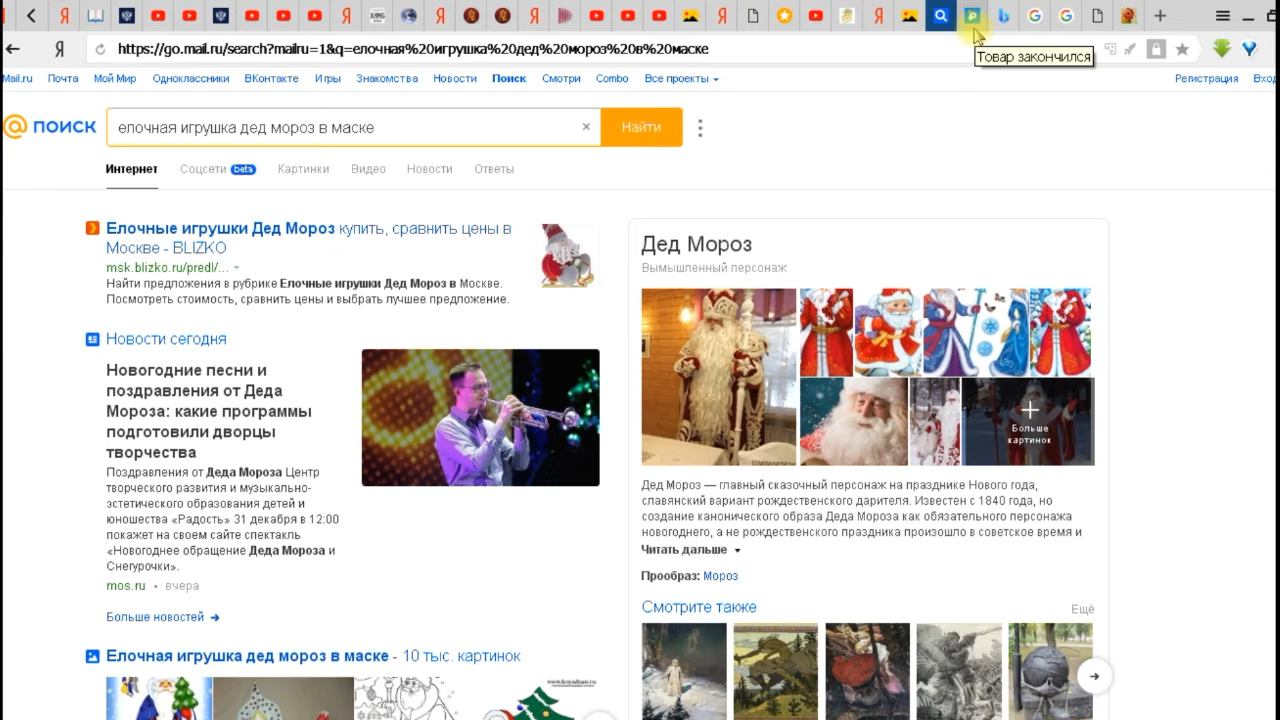 https://go.mail.ru/search?mailru=1&q=елочная%20игрушка%20дед%20мороз%20в%20маске
Товар закончился
Mail.ru Почта Мой Мир Одноклассники ВКонтакте Игры Знакомства Новости Поиск Смотри Combo Все проекты Регистрация Вход
ПОИСК
елочная игрушка дед мороз в маске
Найти
Интернет Соцсети beta Картинки Видео Новости Ответы
Елочные игрушки Дед Мороз купить, сравнить цены в
Москве - BLIZKO
msk.blizko.ru/predl/...
Найти предложения в рубрике Елочные игрушки Дед Мороз в Москве.
Посмотреть стоимость, сравнить цены и выбрать лучшее предложение.
Новости сегодня
Новогодние песни и
поздравления от Деда
Мороза: какие программы
подготовили дворцы
творчества
Поздравления от Деда Мороза Центр
творческого развития и музыкально-
эстетического образования детей и
юношества «Радость» 31 декабря в 12:00
покажет на своем сайте спектакль
«Новогоднее обращение Деда Мороза и
Снегурочки».
mos.ru • вчера
Больше новостей
Елочная игрушка дед мороз в маске - 10 тыс. картинок
Дед Мороз
Вымышленный персонаж
Больше
картинок
Дед Мороз — главный сказочный персонаж на празднике Нового года,
славянский вариант рождественского дарителя. Известен с 1840 года, но
создание канонического образа Деда Мороза как обязательного персонажа
новогоднего, а не рождественского праздника произошло в советское время и
Читать дальше
Прообраз: Мороз
Смотрите также Ещё